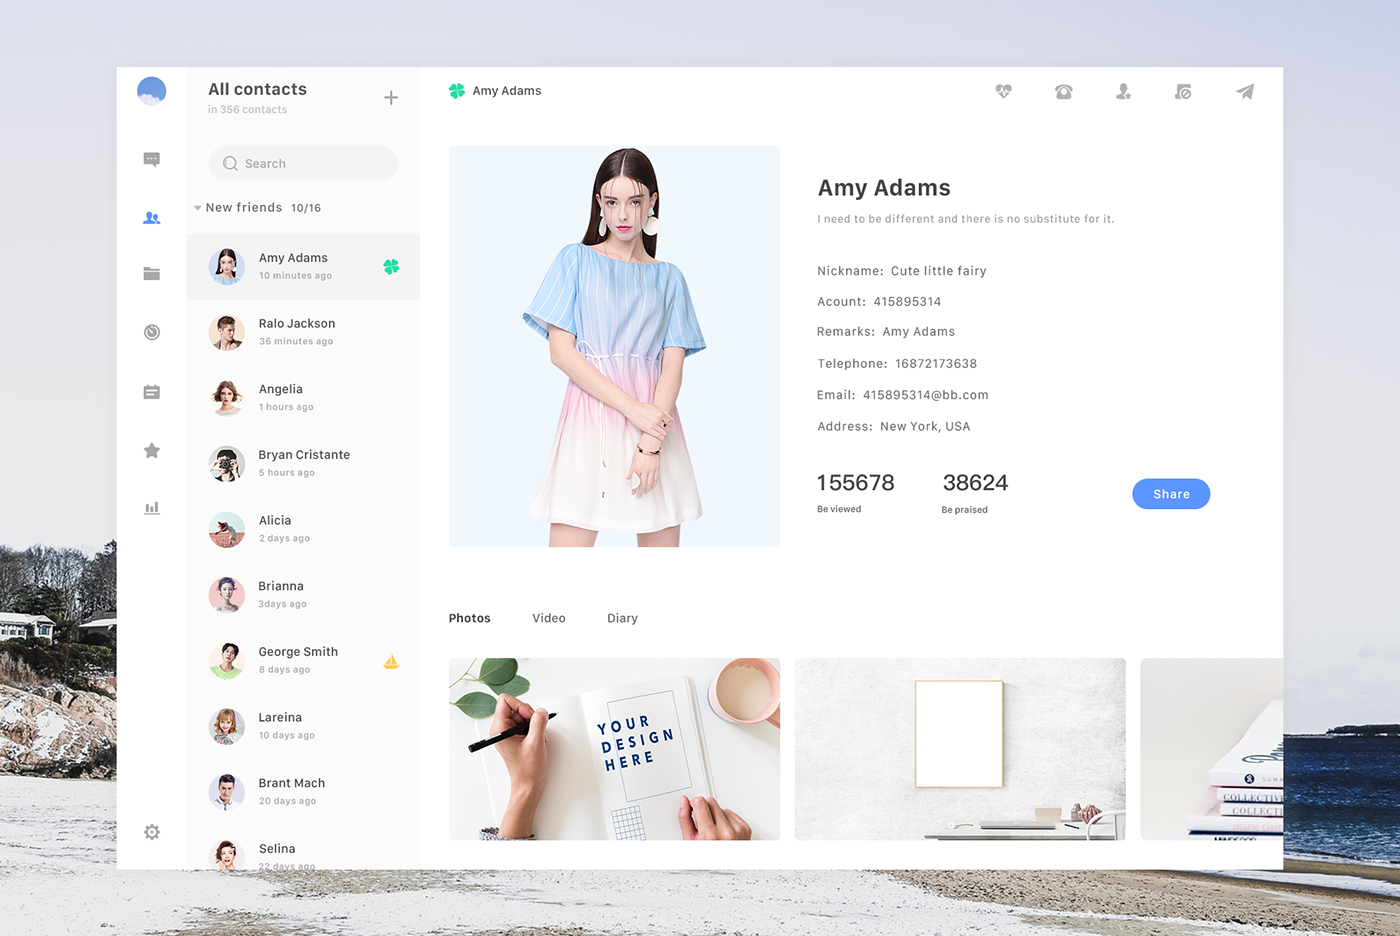 All contacts
in 356 contacts
Search
New friends 10/16
Amy Adams
10 minutes ago
Ralo Jackson
36 minutes ago
Angelia
1 hours ago
Bryan Cristante
5 hours ago
Alicia
2 days ago
Brianna
3days ago
George Smith
8 days ago
Lareina
10 days ago
Brant Mach
20 days ago
Selina
22 days ago
Amy Adams
Amy Adams
I need to be different and there is no substitute for it.
Nickname: Cute little fairy
Acount: 415895314
Remarks: Amy Adams
Telephone: 16872173638
Email: 415895314@bb.com
Address: New York, USA
155678 38624
Be viewed Be praised
Share
Photos Video Diary
YOUR
DESIGN
HERE
SUMM
COLLECTIVE
COLLECT